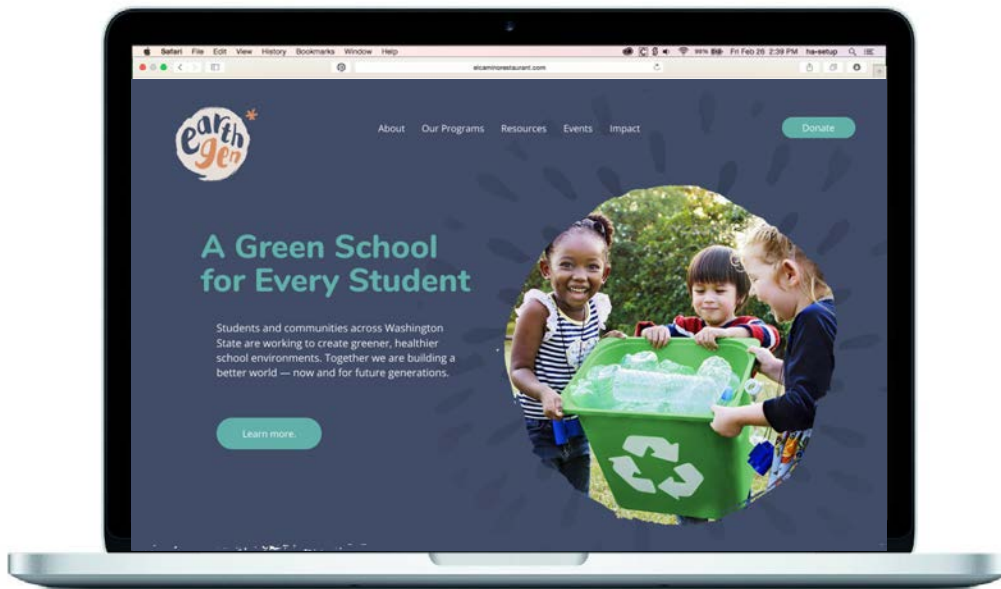 Safari File Edit View History Bookmarks Window Help
99% Fri Feb 26 2:39 PM ha-setup
elcaminorestaurant.com
earth
gen
About Our Programs Resources Events Impact
Donate
A Green School
for Every Student
Students and communities across Washington
State are working to create greener, healthier
school environments. Together we are building a
better world — now and for future generations.
Learn more.